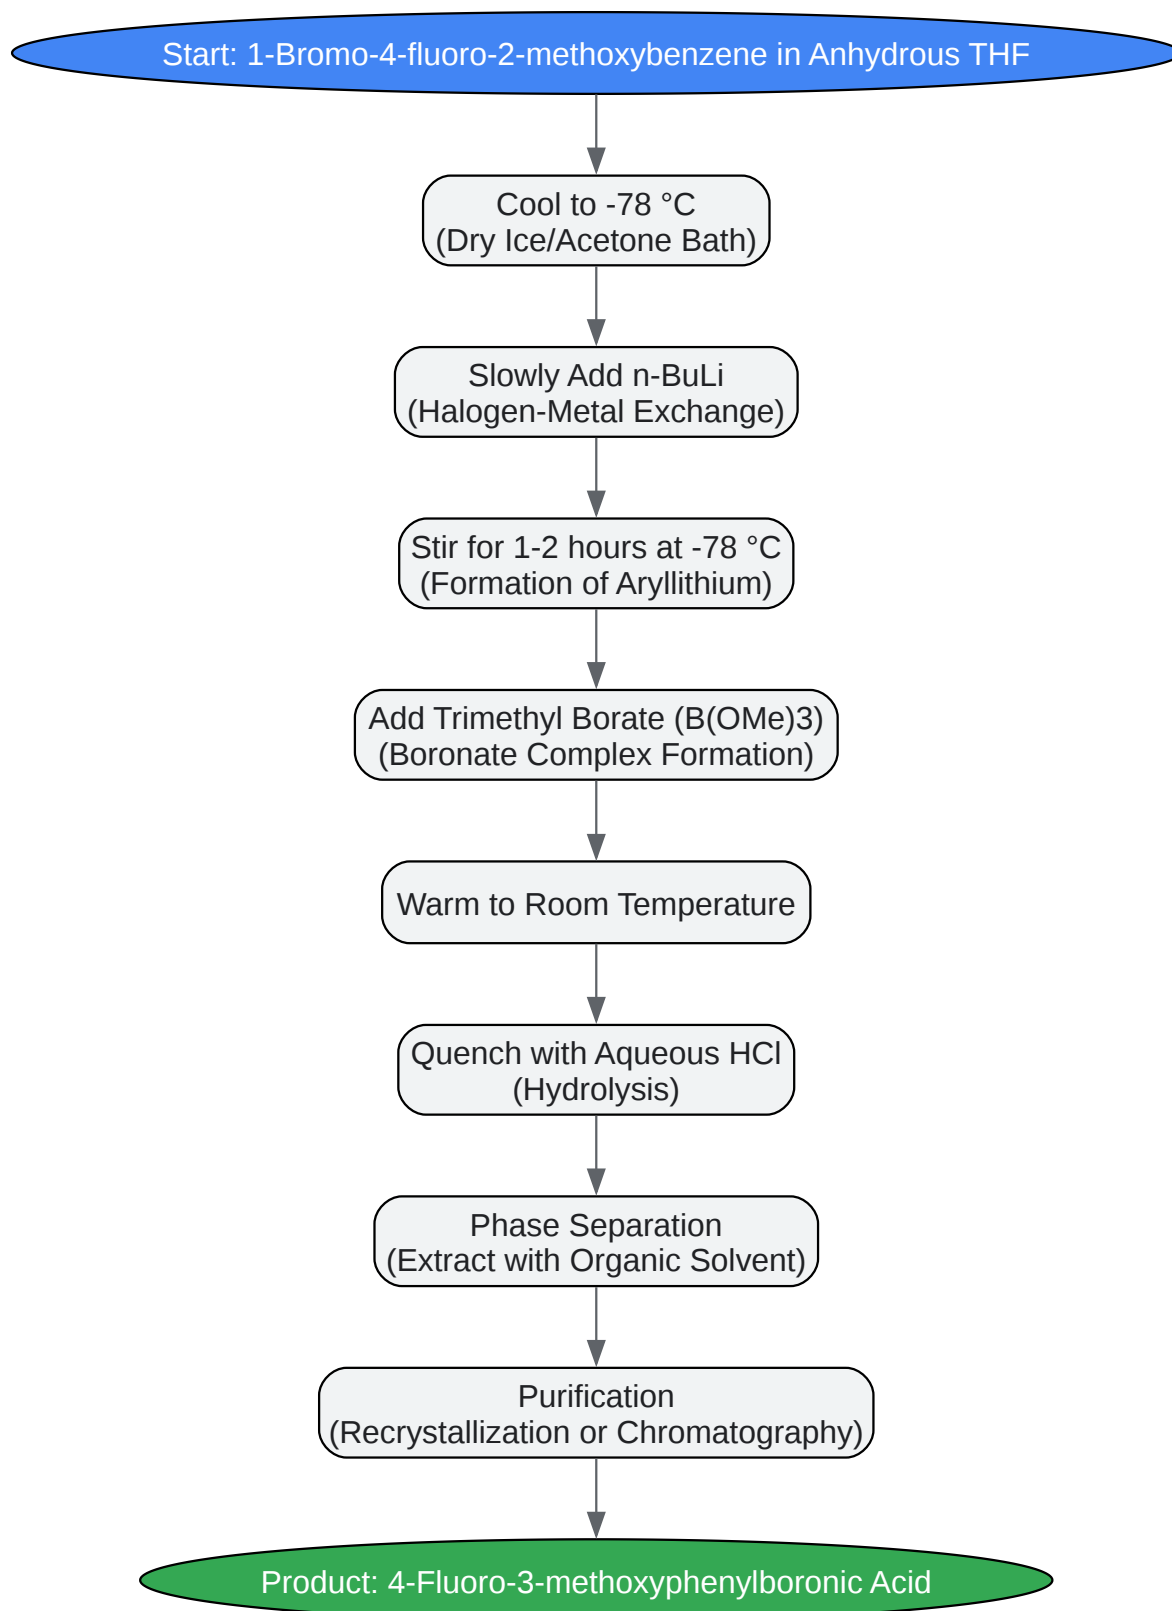 Start: 1-Bromo-4-fluoro-2-methoxybenzene in Anhydrous THF
Cool to -78 °C
(Dry Ice/Acetone Bath)
Slowly Add n-BuLi
(Halogen-Metal Exchange)
Stir for 1-2 hours at -78 °C
(Formation of Aryllithium)
Add Trimethyl Borate (B(OMe)3)
(Boronate Complex Formation)
Warm to Room Temperature
Quench with Aqueous HCl
(Hydrolysis)
Phase Separation
(Extract with Organic Solvent)
Purification
(Recrystallization or Chromatography)
Product: 4-Fluoro-3-methoxyphenylboronic Acid